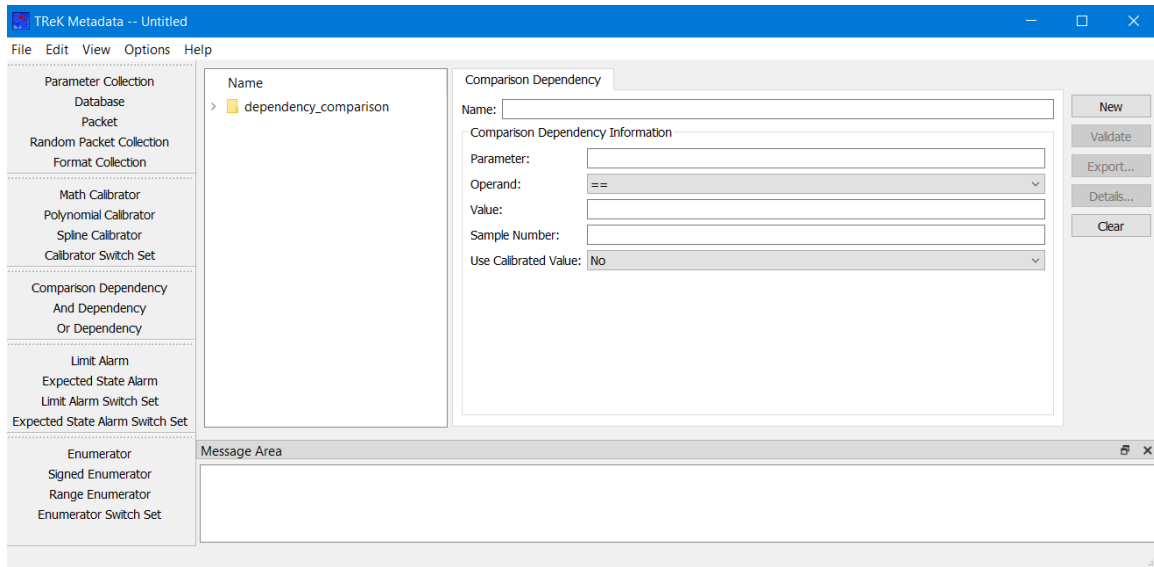 TReK Metadata -- Untitled
File Edit View Options Help
Parameter Collection
Database
Packet
Random Packet Collection
Format Collection
Math Calibrator
Polynomial Calibrator
Spline Calibrator
Calibrator Switch Set
Comparison Dependency
And Dependency
Or Dependency
Limit Alarm
Expected State Alarm
Limit Alarm Switch Set
Expected State Alarm Switch Set
Enumerator
Signed Enumerator
Range Enumerator
Enumerator Switch Set
Name
dependency_comparison
Comparison Dependency
Name:
Comparison Dependency Information
Parameter:
Operand: ==
Value:
Sample Number:
Use Calibrated Value: No
New
Validate
Export...
Details...
Clear
Message Area